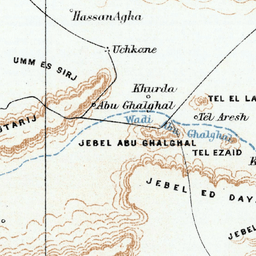 Hassan Agha
Uchkane
UMM ES SIRJ
Khurda
Abu Ghalghal
TEL EL LA
Tel Aresh
UTARIJ
Wadi Abu Ghalghal
JEBEL ABU GHALGHAL
TEL EZAID
K
JEBEL ED DAY
JEBEL